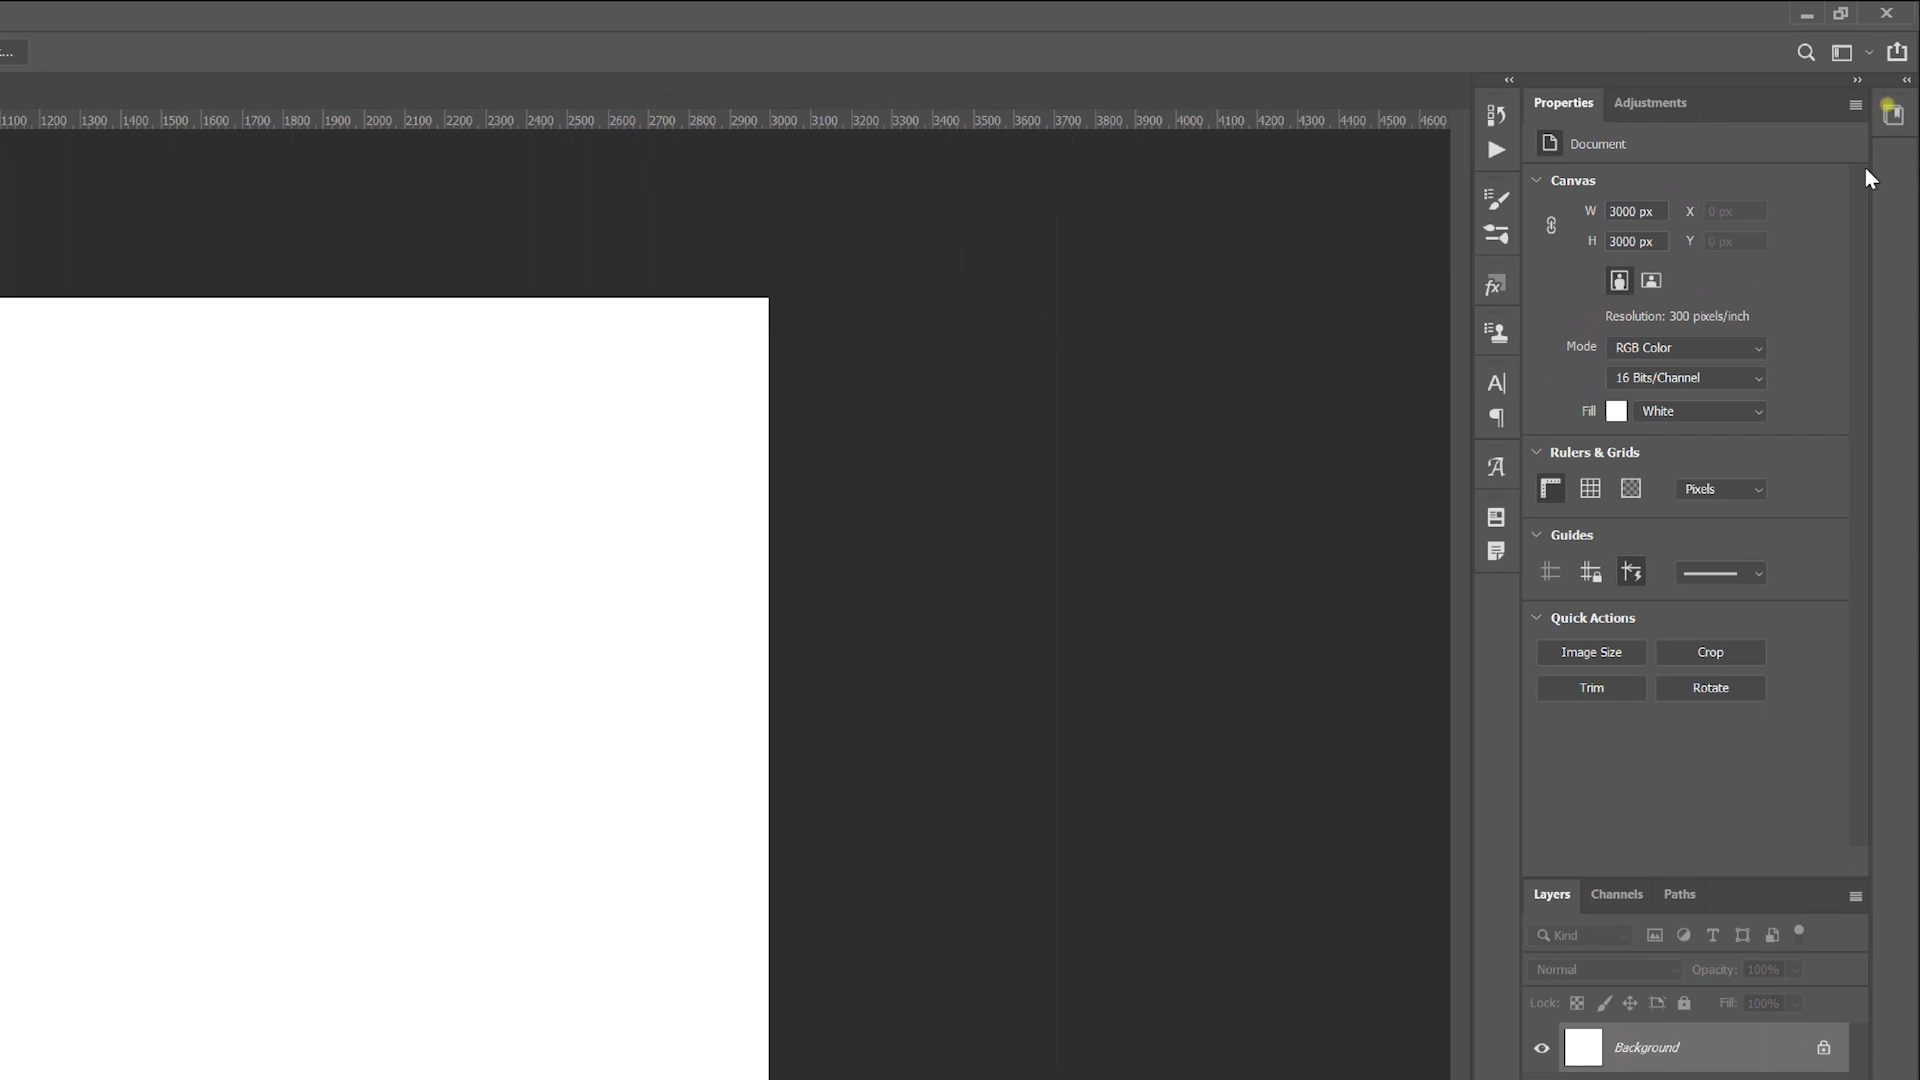 ...
1100 1200 1300 1400 1500 1600 1700 1800 1900 2000 2100 2200 2300 2400 2500 2600 2700 2800 2900 3000 3100 3200 3300 3400 3500 3600 3700 3800 3900 4000 4100 4200 4300 4400 4500 4600
Properties Adjustments
Document
Canvas
W 3000 px X 0 px
H 3000 px Y 0 px
Resolution: 300 pixels/inch
Mode RGB Color
16 Bits/Channel
Fill White
Rulers & Grids
Pixels
Guides
Quick Actions
Image Size Crop
Trim Rotate
Layers Channels Paths
Kind
Normal Opacity: 100%
Lock: Fill: 100%
Background